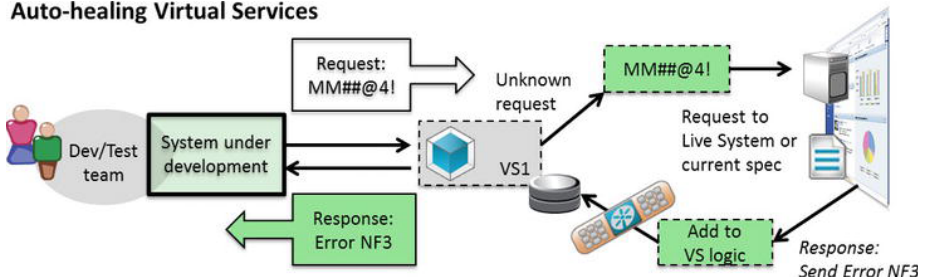 Auto-healing Virtual Services
Request:
MM##@4!
Unknown
request
MM##@4!
Request to
Live System or
current spec
Dev/Test
team
System under
development
VS1
Response:
Error NF3
Add to
VS logic
Response:
Send Error NF3